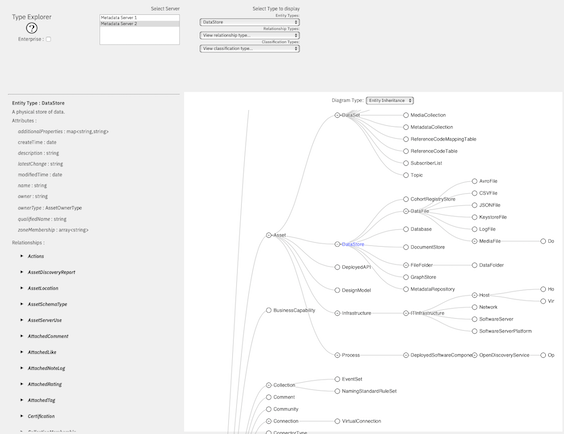 Type Explorer
?
Enterprise :
Select Server
Metadata Server 1
Metadata Server 2
Select Type to display
Entity Types:
DataStore
Relationship Types:
View relationship type...
Classification Types:
View classification type...
Entity Type : DataStore
A physical store of data.
Attributes :
additionalProperties : map<string,string>
createTime : date
description : string
latestChange : string
modifiedTime : date
name : string
owner : string
ownerType : AssetOwnerType
qualifiedName : string
zoneMembership : array<string>
Relationships :
Actions
AssetDiscoveryReport
AssetLocation
AssetSchemaType
AssetServerUse
AttachedComment
AttachedLike
AttachedNoteLog
AttachedRating
AttachedTag
Certification
Diagram Type: Entity Inheritance
DataSet
MediaCollection
MetadataCollection
ReferenceCodeMappingTable
ReferenceCodeTable
SubscriberList
Topic
AvroFile
CSVFile
JSONFile
KeystoreFile
LogFile
MediaFile
Do
CohortRegistryStore
DataFile
Database
DocumentStore
FileFolder
DataFolder
GraphStore
MetadataRepository
Asset
DataStore
DeployedAPI
DesignModel
Infrastructure
ITInfrastructure
Host
Ho
Vir
Network
SoftwareServer
SoftwareServerPlatform
BusinessCapability
Process
DeployedSoftwareComponent
OpenDiscoveryService
Op
Collection
EventSet
NamingStandardRuleSet
Comment
Community
Connection
VirtualConnection
ConnectorType